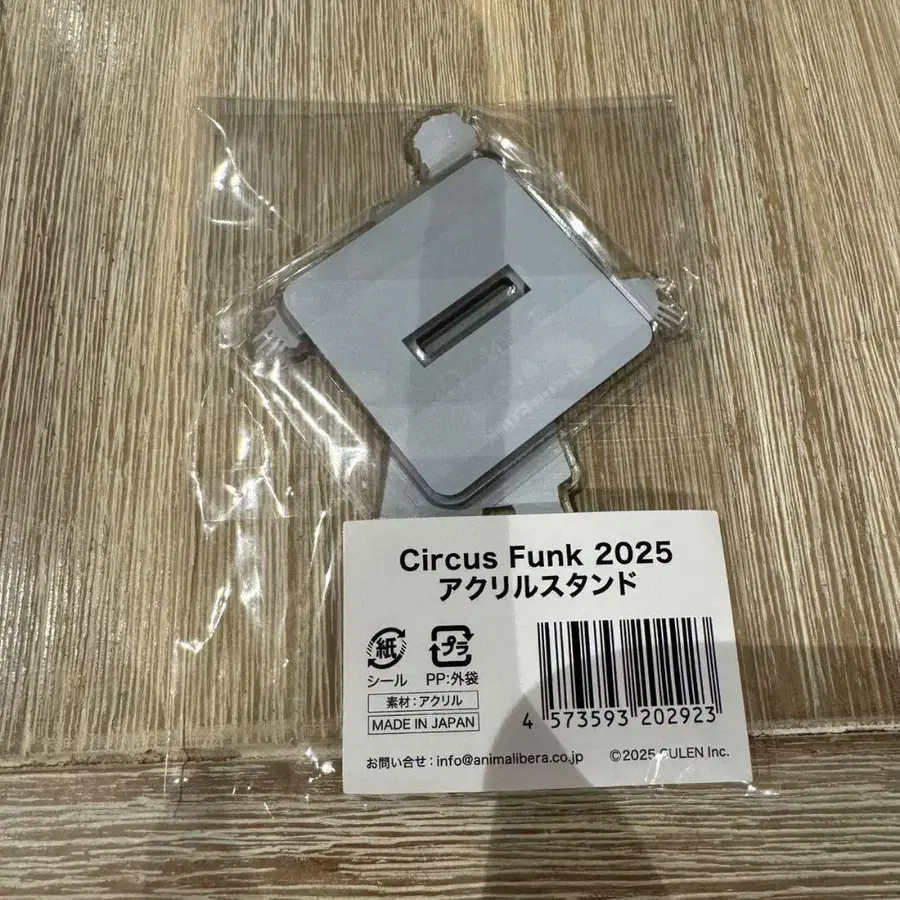 Circus Funk 2025
アクリルスタンド
紙 プラ
シール PP:外袋
素材:アクリル
MADE IN JAPAN
4 573593 202923
お問い合せ:info@animalibera.co.jp ©2025 CULEN Inc.